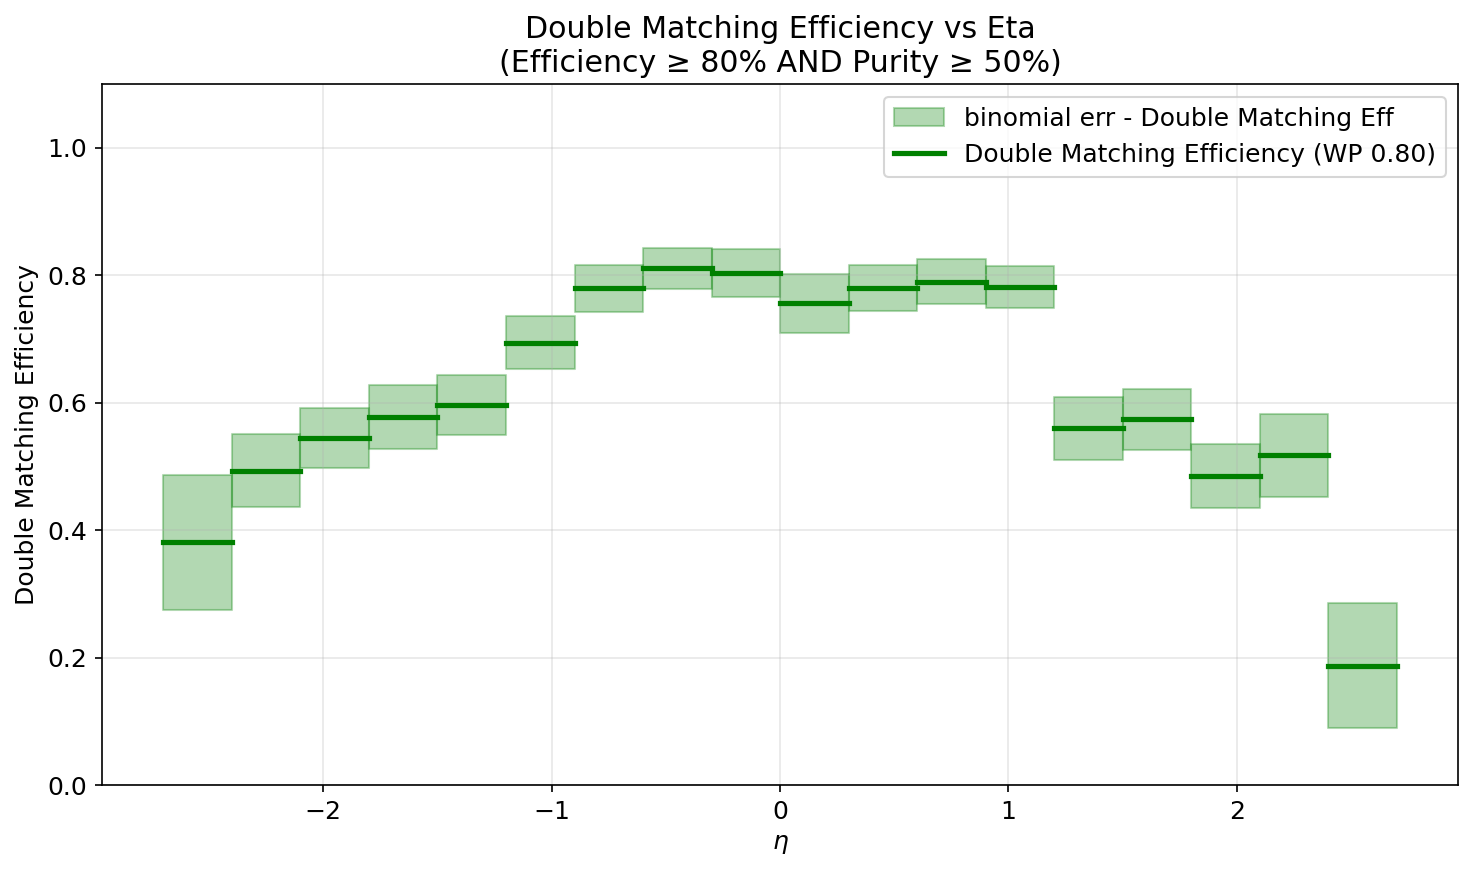 Double Matching Efficiency vs Eta
(Efficiency ≥ 80% AND Purity ≥ 50%)
binomial err - Double Matching Eff
Double Matching Efficiency (WP 0.80)
Double Matching Efficiency
1.0
0.8
0.6
0.4
0.2
0.0
−2
−1
0
1
2
η